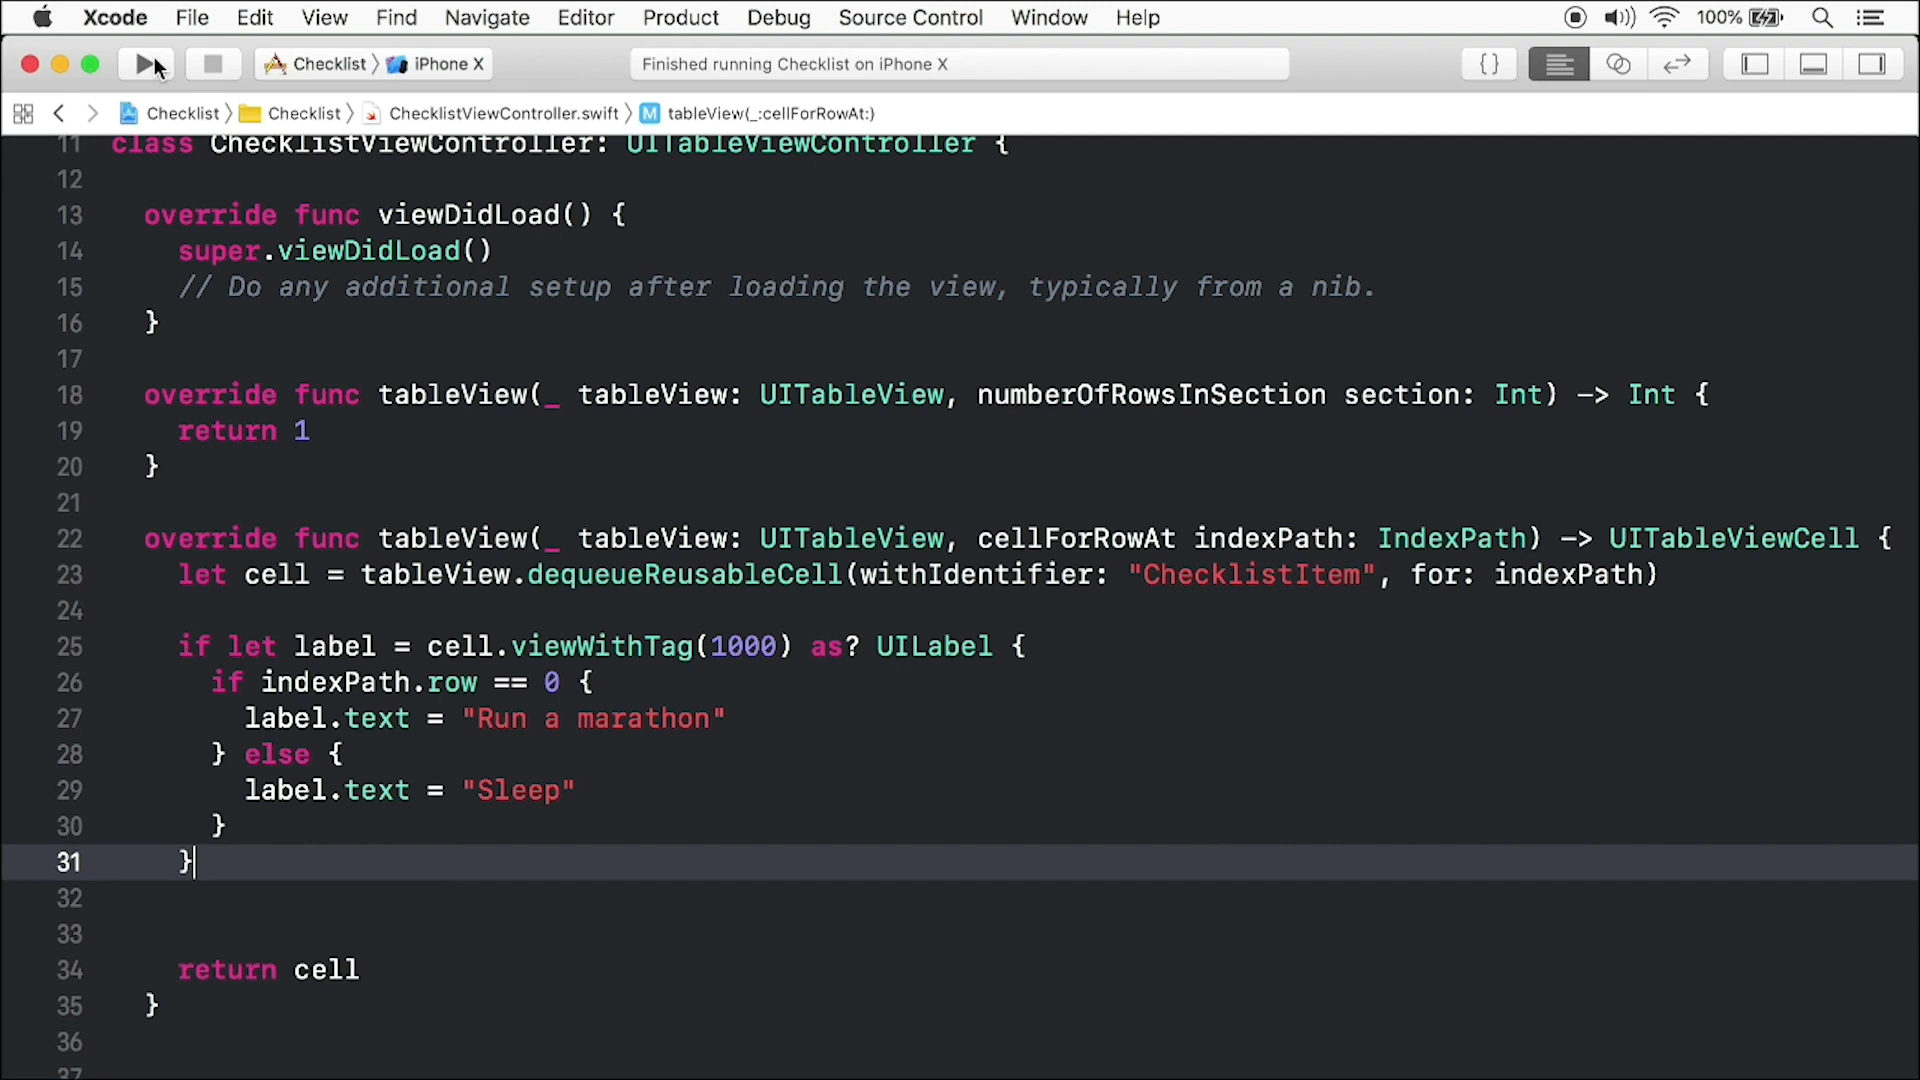 Xcode File Edit View Find Navigate Editor Product Debug Source Control Window Help 100%
Checklist iPhone X Finished running Checklist on iPhone X {}
Checklist Checklist ChecklistViewController.swift M tableView(_:cellForRowAt:)
11 class ChecklistViewController: UITableViewController {
12
13 override func viewDidLoad() {
14 super.viewDidLoad()
15 // Do any additional setup after loading the view, typically from a nib.
16 }
17
18 override func tableView(_ tableView: UITableView, numberOfRowsInSection section: Int) -> Int {
19 return 1
20 }
21
22 override func tableView(_ tableView: UITableView, cellForRowAt indexPath: IndexPath) -> UITableViewCell {
23 let cell = tableView.dequeueReusableCell(withIdentifier: "ChecklistItem", for: indexPath)
24
25 if let label = cell.viewWithTag(1000) as? UILabel {
26 if indexPath.row == 0 {
27 label.text = "Run a marathon"
28 } else {
29 label.text = "Sleep"
30 }
31 }
32
33
34 return cell
35 }
36
37